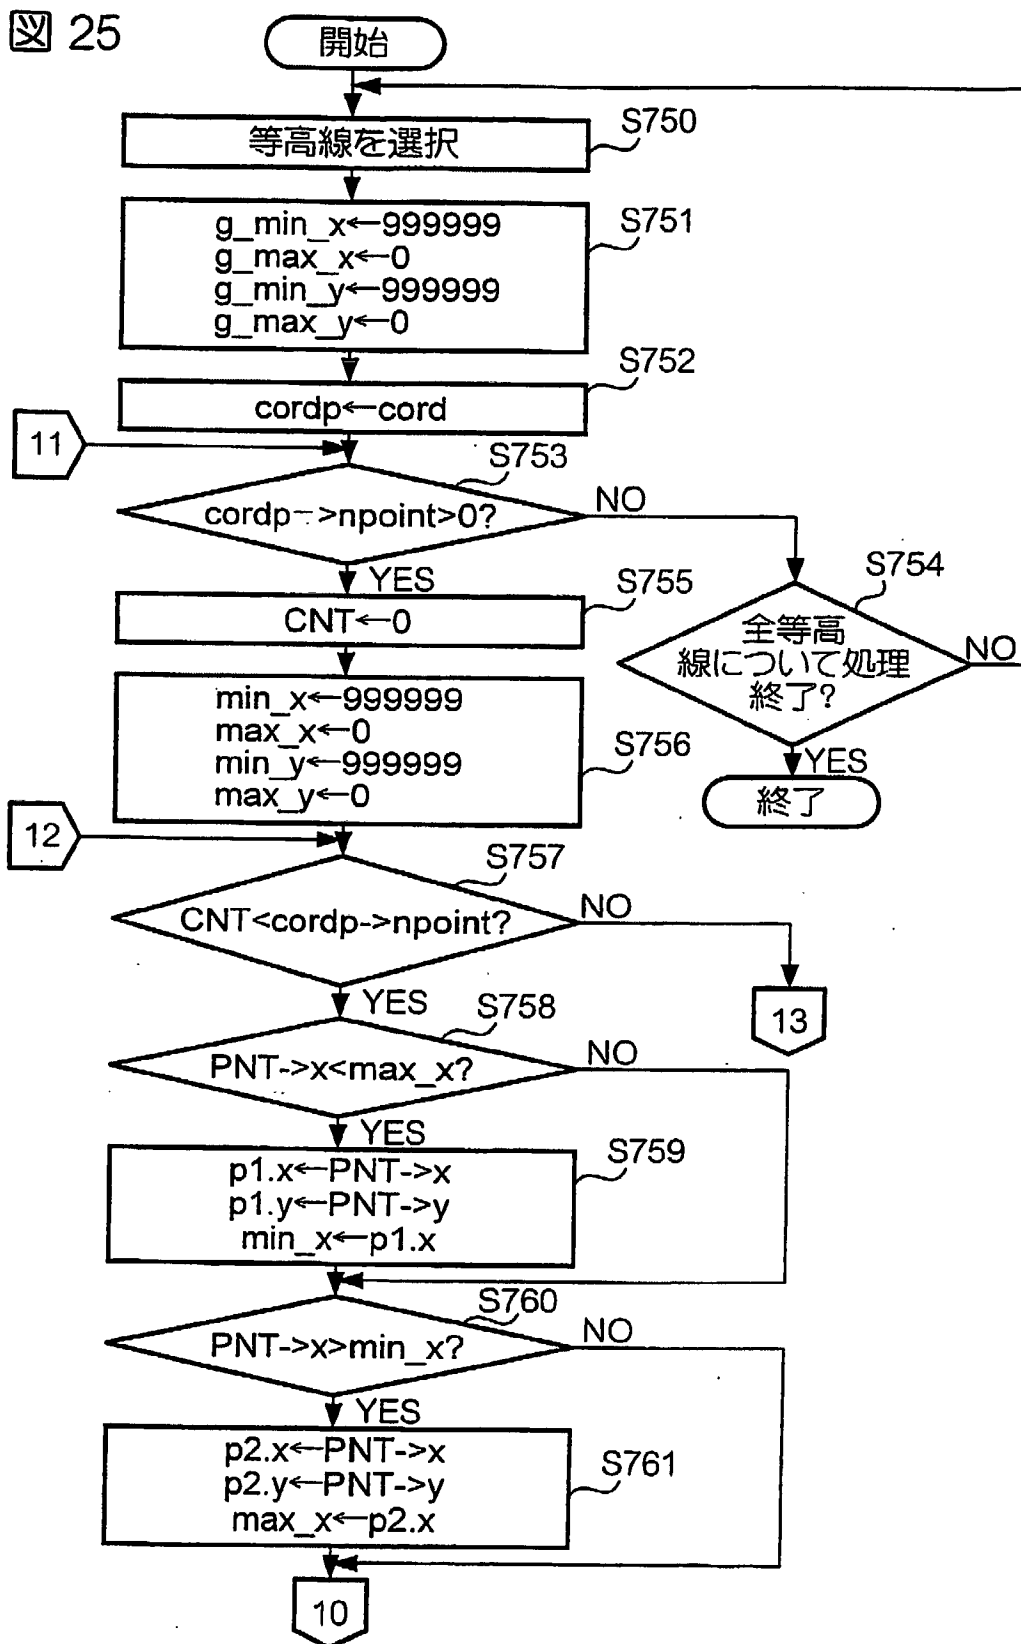 図 25
開始
等高線を選択
S750
g_min_x←999999
g_max_x←0
g_min_y←999999
g_max_y←0
S751
cordp←cord
S752
11
cordp->npoint>0?
S753
NO
YES
全等高
線について処理
終了?
S754
NO
YES
終了
CNT←0
S755
min_x←999999
max_x←0
min_y←999999
max_y←0
S756
12
CNT<cordp->npoint?
S757
NO
13
YES
PNT->x<max_x?
S758
NO
YES
p1.x←PNT->x
p1.y←PNT->y
min_x←p1.x
S759
PNT->x>min_x?
S760
NO
YES
p2.x←PNT->x
p2.y←PNT->y
max_x←p2.x
S761
10